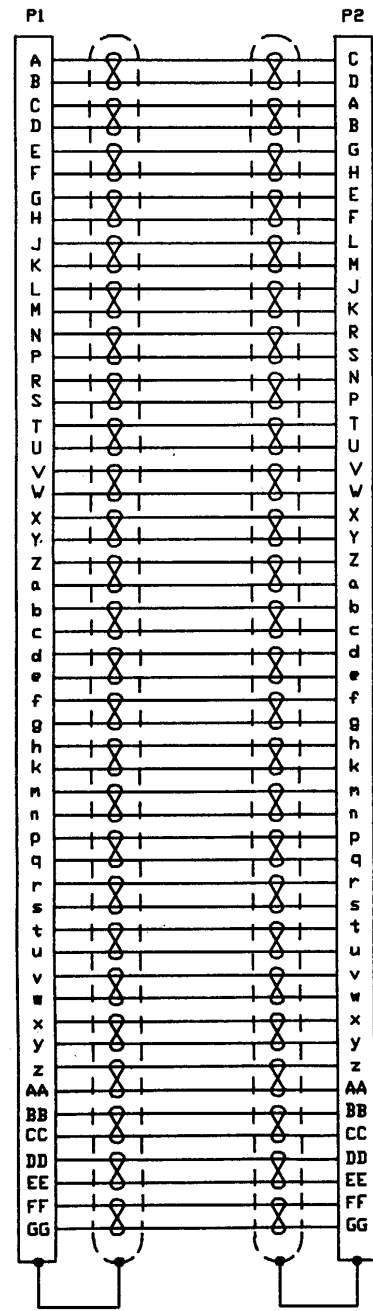 P1 P2
A C
B D
C A
D B
E G
F H
G E
H F
J L
K M
L J
M K
N R
P S
R N
S P
T T
U U
V V
W W
X X
Y Y
Z Z
a a
b b
c c
d d
e e
f f
g g
h h
k k
m m
n n
p p
q q
r r
s s
t t
u u
v v
w w
x x
y y
z z
AA AA
BB BB
CC CC
DD DD
EE EE
FF FF
GG GG